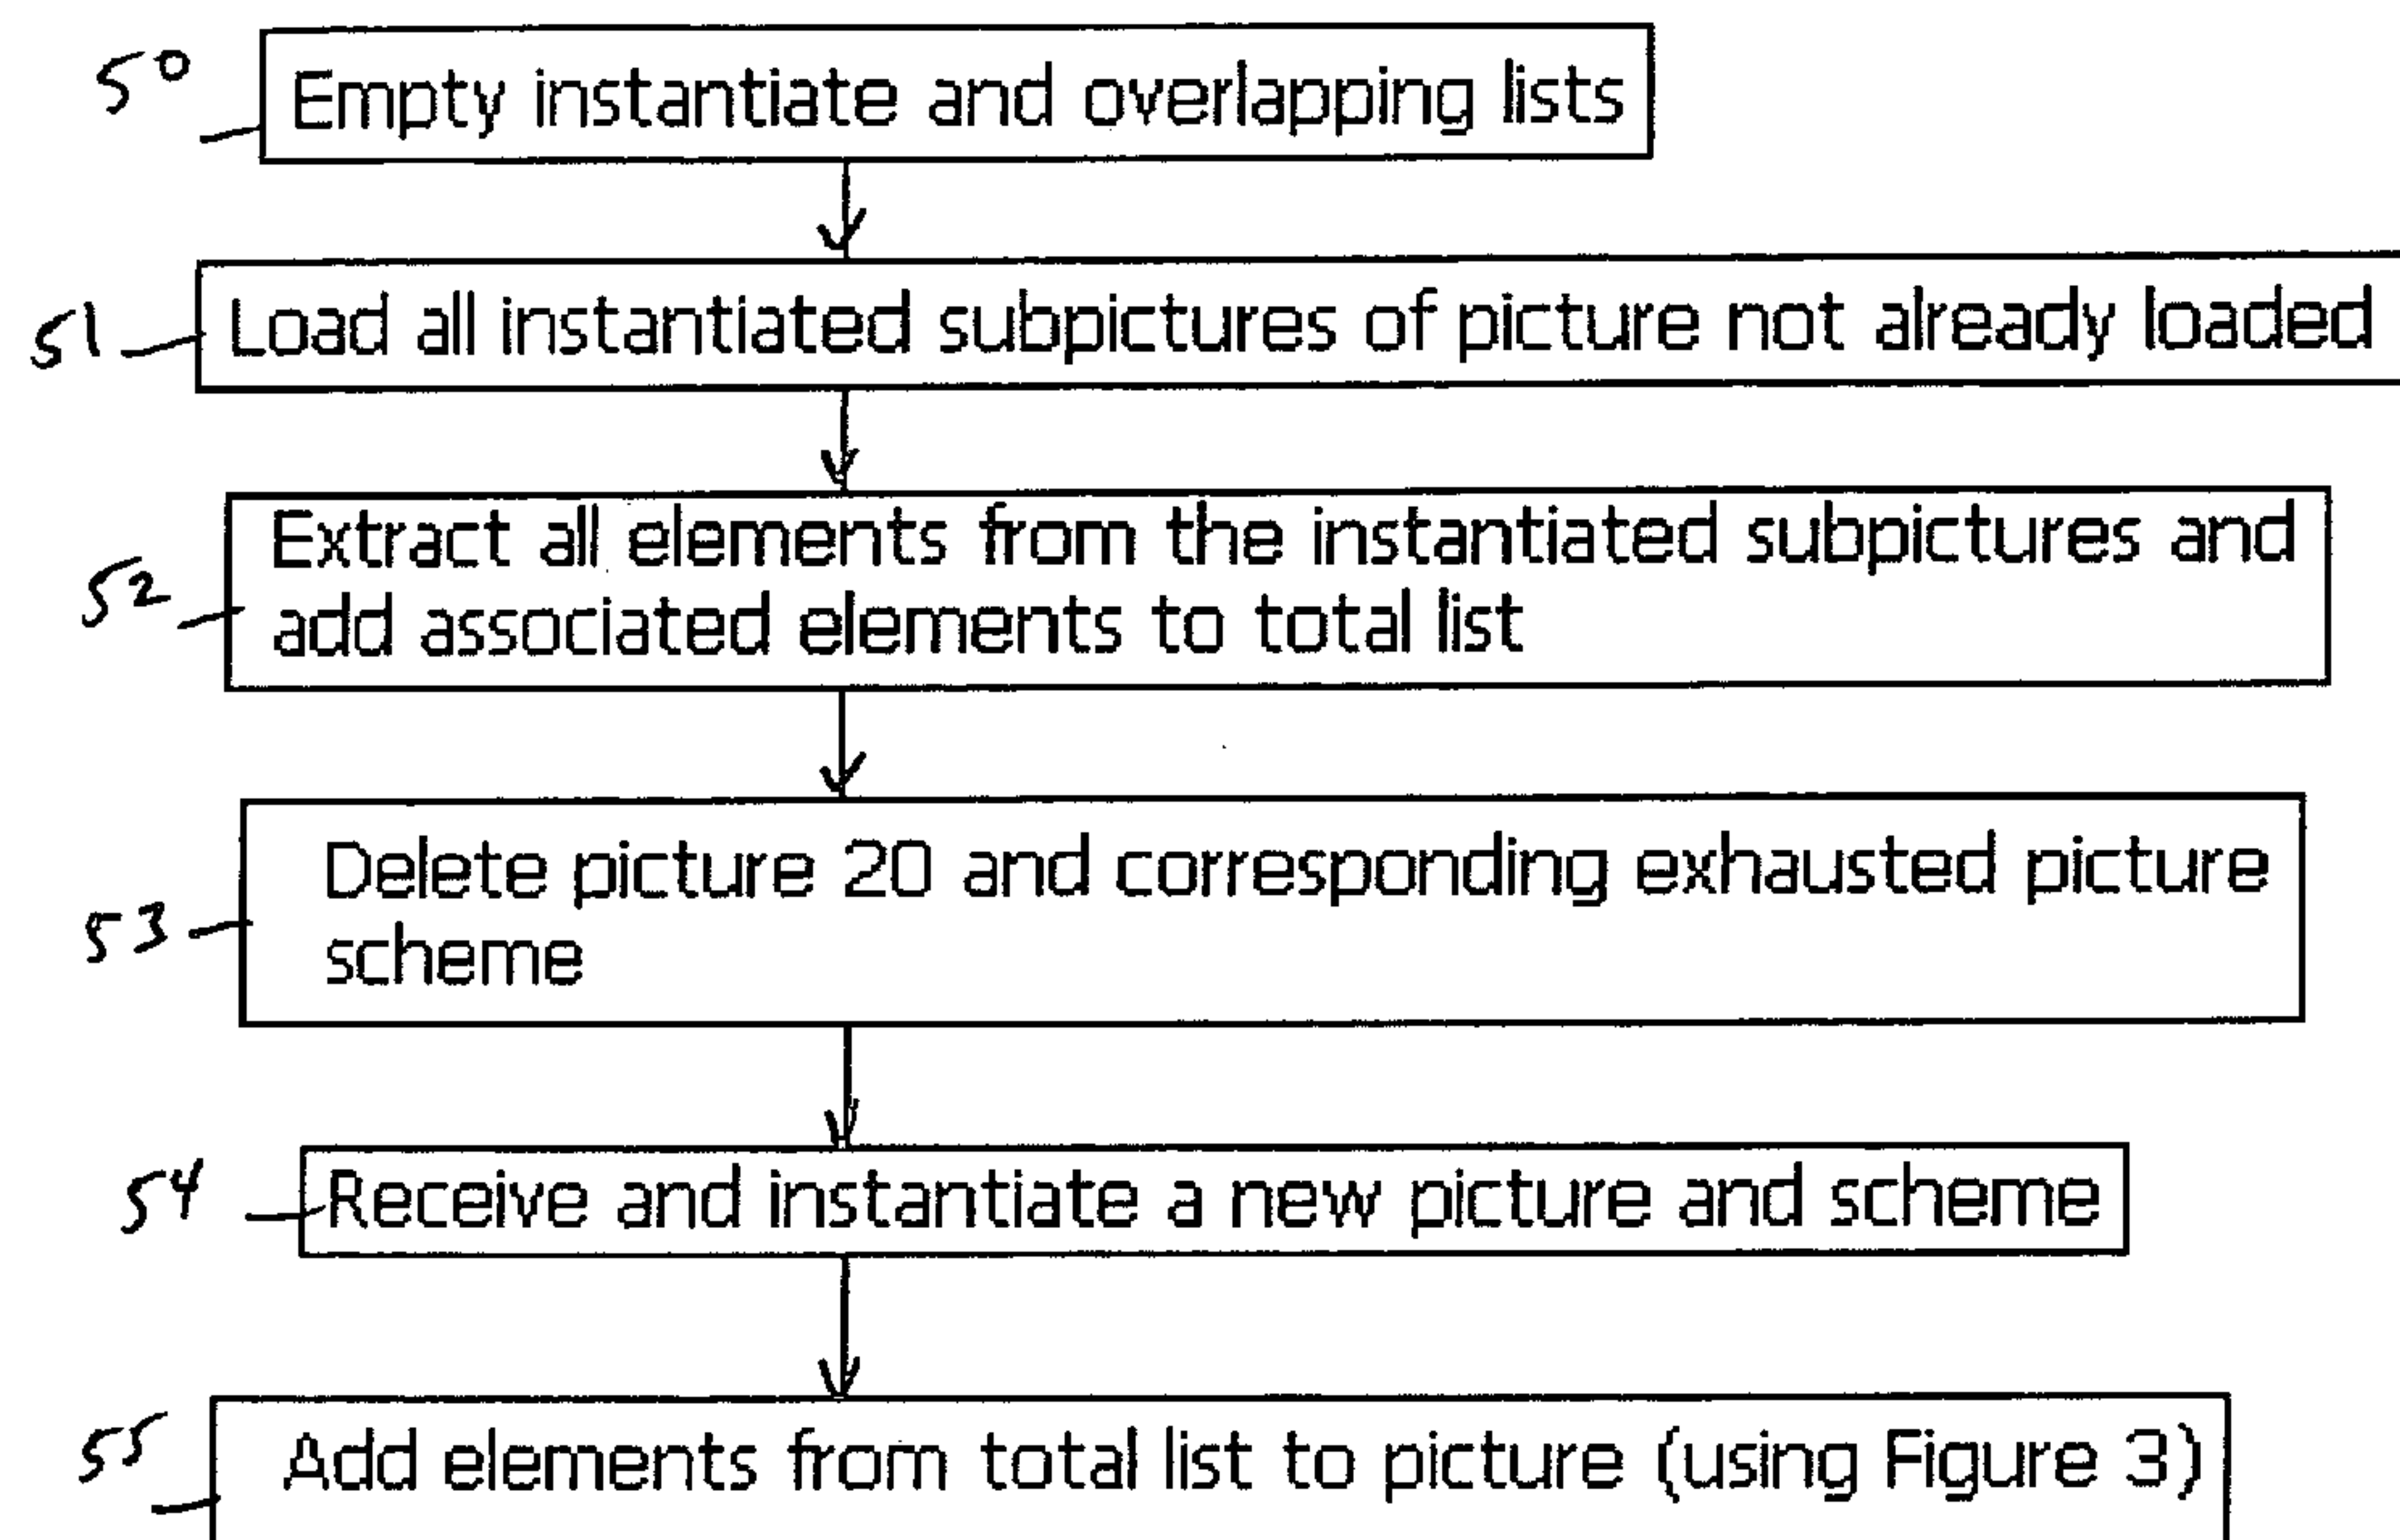 50
Empty instantiate and overlapping lists
51
Load all instantiated subpictures of picture not already loaded
52
Extract all elements from the instantiated subpictures and
add associated elements to total list
53
Delete picture 20 and corresponding exhausted picture
scheme
54
Receive and instantiate a new picture and scheme
55
Add elements from total list to picture (using Figure 3)